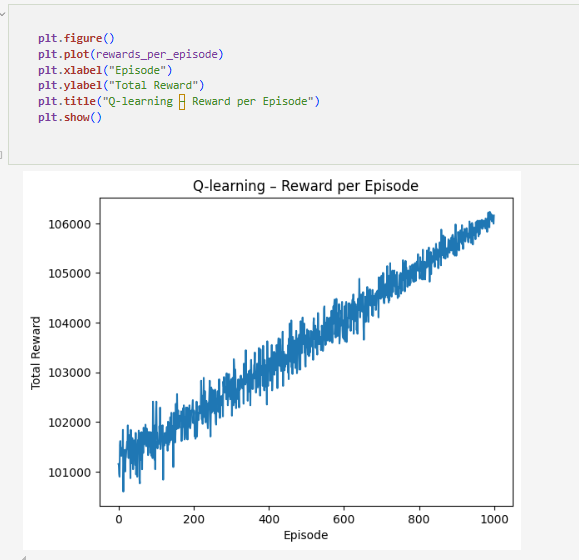 plt.figure()
plt.plot(rewards_per_episode)
plt.xlabel("Episode")
plt.ylabel("Total Reward")
plt.title("Q-learning – Reward per Episode")
plt.show()
Q-learning – Reward per Episode
106000
105000
104000
103000
102000
101000
Total Reward
0 200 400 600 800 1000
Episode